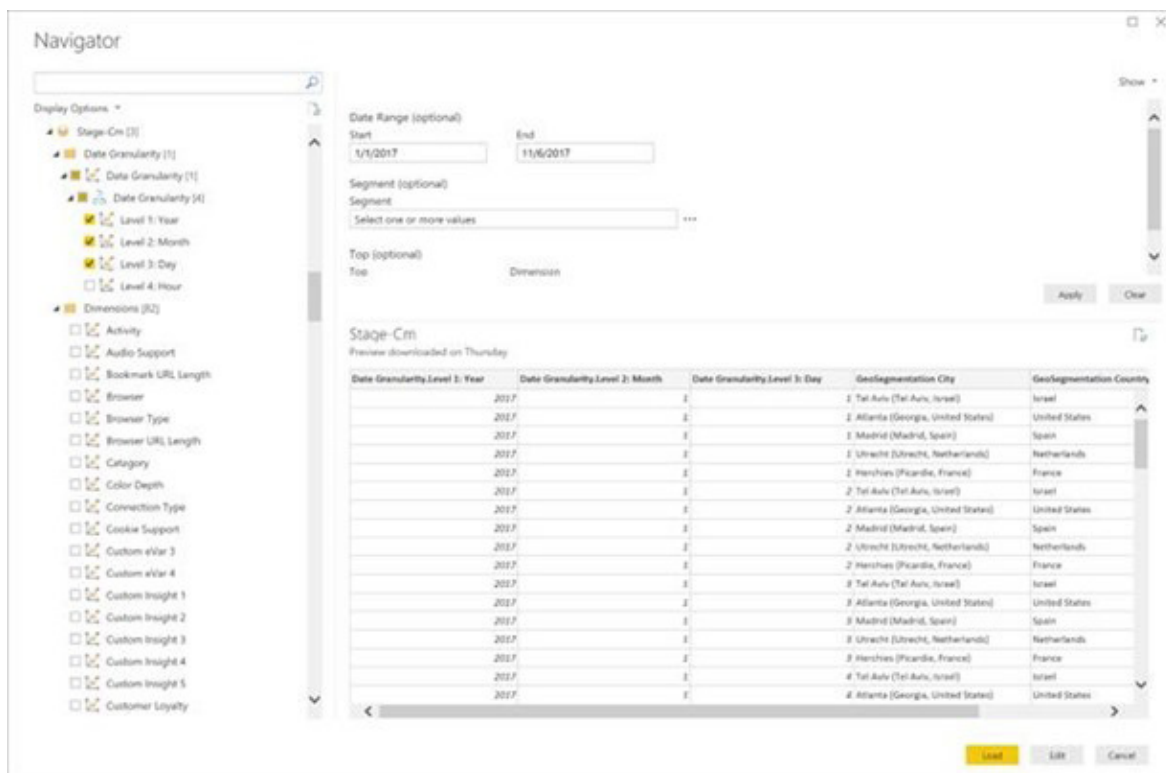 Navigator
Show
Display Options
Stage-Cm [3]
Date Granularity [1]
Date Granularity [1]
Date Granularity [4]
Level 1: Year
Level 2: Month
Level 3: Day
Level 4: Hour
Dimensions [82]
Activity
Audio Support
Bookmark URL Length
Browser
Browser Type
Browser URL Length
Category
Color Depth
Connection Type
Cookie Support
Custom eVar 3
Custom eVar 4
Custom Insight 1
Custom Insight 2
Custom Insight 3
Custom Insight 4
Custom Insight 5
Customer Loyalty
Date Range (optional)
Start End
1/1/2017 11/6/2017
Segment (optional)
Segment
Select one or more values
Top (optional)
Top Dimension
Apply Clear
Stage-Cm
Preview downloaded on Thursday
Date Granularity.Level 1: Year Date Granularity.Level 2: Month Date Granularity.Level 3: Day GeoSegmentation City GeoSegmentation Country
2017 1 1 Tel Aviv (Tel Aviv, Israel) Israel
2017 1 1 Atlanta (Georgia, United States) United States
2017 1 1 Madrid (Madrid, Spain) Spain
2017 1 1 Utrecht (Utrecht, Netherlands) Netherlands
2017 1 1 Herchies (Picardie, France) France
2017 1 2 Tel Aviv (Tel Aviv, Israel) Israel
2017 1 2 Atlanta (Georgia, United States) United States
2017 1 2 Madrid (Madrid, Spain) Spain
2017 1 2 Utrecht (Utrecht, Netherlands) Netherlands
2017 1 2 Herchies (Picardie, France) France
2017 1 3 Tel Aviv (Tel Aviv, Israel) Israel
2017 1 3 Atlanta (Georgia, United States) United States
2017 1 3 Madrid (Madrid, Spain) Spain
2017 1 3 Utrecht (Utrecht, Netherlands) Netherlands
2017 1 3 Herchies (Picardie, France) France
2017 1 4 Tel Aviv (Tel Aviv, Israel) Israel
2017 1 4 Atlanta (Georgia, United States) United States
Load Edit Cancel